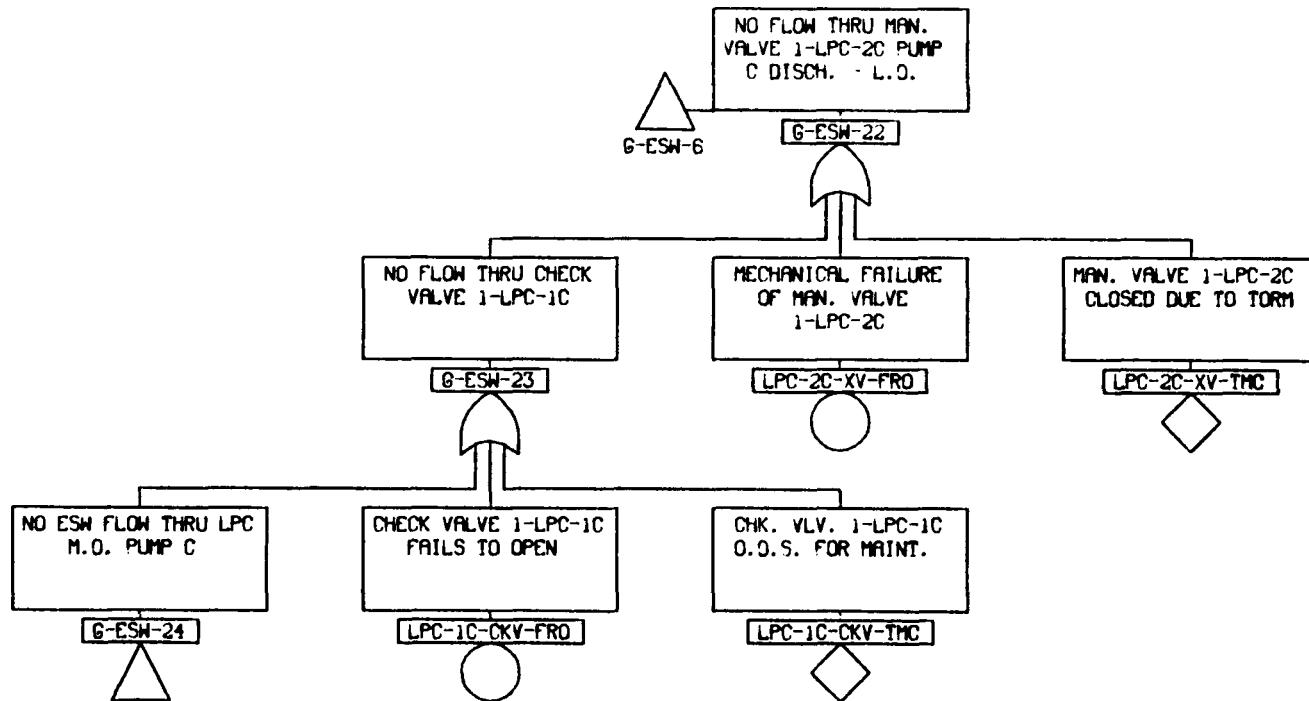 NO FLOW THRU MAN.
VALVE 1-LPC-2C PUMP
C DISCH. - L.O.
G-ESW-6
G-ESW-22
NO FLOW THRU CHECK
VALVE 1-LPC-1C
G-ESW-23
MECHANICAL FAILURE
OF MAN. VALVE
1-LPC-2C
LPC-2C-XV-FRO
MAN. VALVE 1-LPC-2C
CLOSED DUE TO TORM
LPC-2C-XV-TMC
NO ESW FLOW THRU LPC
M.O. PUMP C
G-ESW-24
CHECK VALVE 1-LPC-1C
FAILS TO OPEN
LPC-1C-CKV-FRO
CHK. VLV. 1-LPC-1C
O.O.S. FOR MAINT.
LPC-1C-CKV-TMC